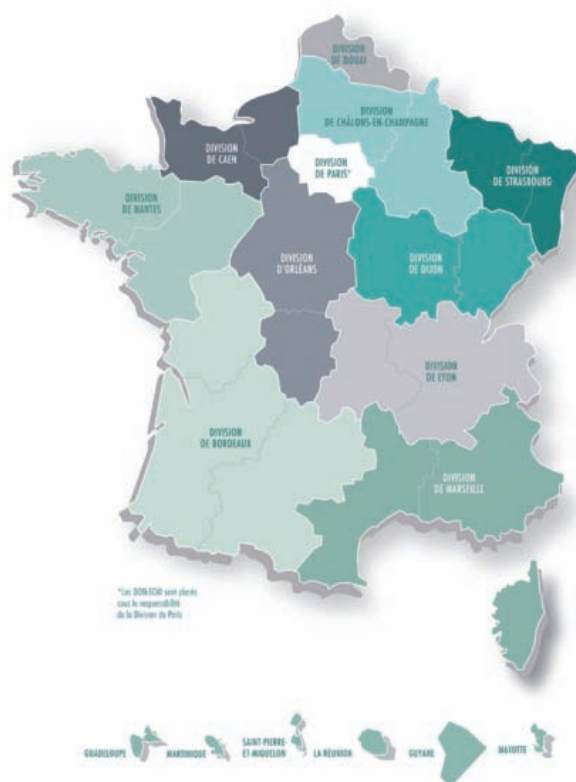 DIVISION
DE DOUAI
DIVISION
DE CHÂLONS-EN-CHAMPAGNE
DIVISION
DE CAEN
DIVISION
DE PARIS*
DIVISION
DE STRASBOURG
DIVISION
DE NANTES
DIVISION
D'ORLÉANS
DIVISION
DE DIJON
DIVISION
DE LYON
DIVISION
DE BORDEAUX
DIVISION
DE MARSEILLE
*Les DOM-ECOM sont placés
sous la responsabilité
de la Division de Paris
GUADELOUPE
MARTINIQUE
SAINT-PIERRE-
ET-MIQUELON
LA RÉUNION
GUYANE
MAYOTTE